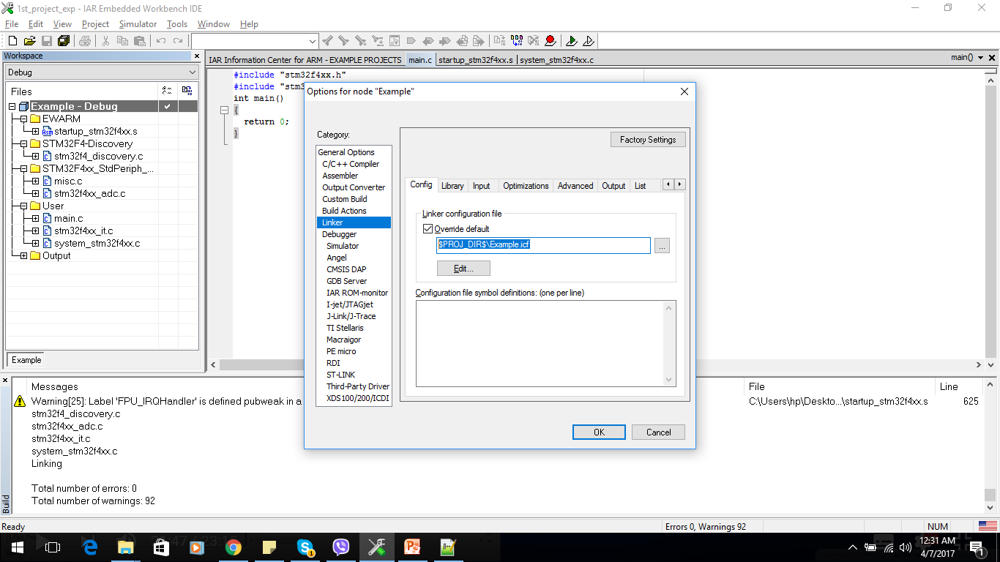 1st_project_exp - IAR Embedded Workbench IDE
File Edit View Project Simulator Tools Window Help
Workspace
IAR Information Center for ARM - EXAMPLE PROJECTS main.c startup_stm32f4xx.s system_stm32f4xx.c main()
Debug
Files
Example - Debug
EWARM
startup_stm32f4xx.s
STM32F4-Discovery
stm32f4_discovery.c
STM32F4xx_StdPeriph_...
misc.c
stm32f4xx_adc.c
User
main.c
stm32f4xx_it.c
system_stm32f4xx.c
Output
Example
#include "stm32f4xx.h"
#include "stm3
int main()
{
return 0;
}
Options for node "Example"
Category:
General Options
C/C++ Compiler
Assembler
Output Converter
Custom Build
Build Actions
Linker
Debugger
Simulator
Angel
CMSIS DAP
GDB Server
IAR ROM-monitor
I-jet/JTAGjet
J-Link/J-Trace
TI Stellaris
Macraigor
PE micro
RDI
ST-LINK
Third-Party Driver
XDS100/200/ICDI
Factory Settings
Config Library Input Optimizations Advanced Output List
Linker configuration file
Override default
$PROJ_DIR$\Example.icf
...
Edit...
Configuration file symbol definitions: (one per line)
OK Cancel
Messages File Line
Warning[25]: Label 'FPU_IRQHandler' is defined pubweak in a C:\Users\hp\Deskto...\startup_stm32f4xx.s 625
stm32f4_discovery.c
stm32f4xx_adc.c
stm32f4xx_it.c
system_stm32f4xx.c
Linking
Total number of errors: 0
Total number of warnings: 92
Build
Ready Errors 0, Warnings 92 NUM
12:31 AM
4/7/2017
1
1